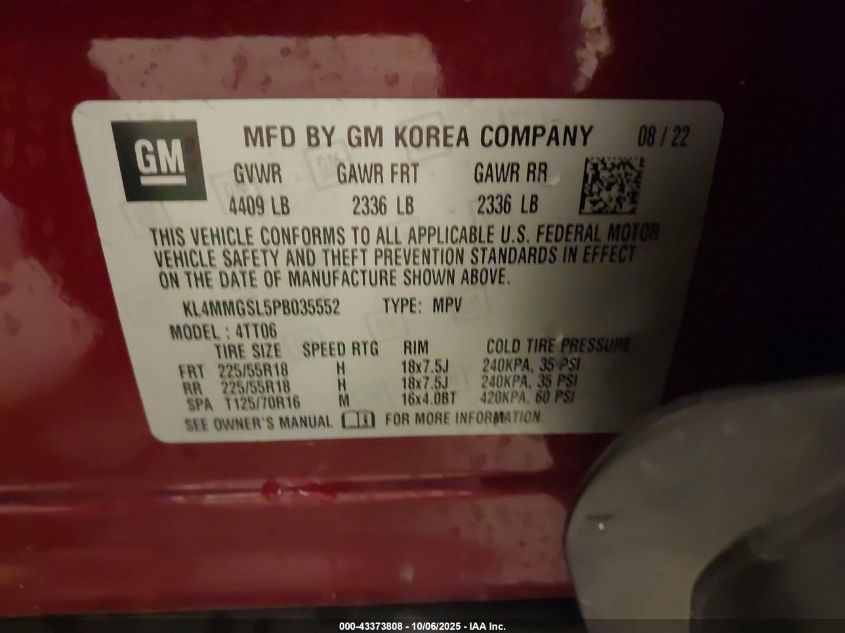 GM MFD BY GM KOREA COMPANY 08 / 22
GVWR GAWR FRT GAWR RR
4409 LB 2336 LB 2336 LB
THIS VEHICLE CONFORMS TO ALL APPLICABLE U.S. FEDERAL MOTOR
VEHICLE SAFETY AND THEFT PREVENTION STANDARDS IN EFFECT
ON THE DATE OF MANUFACTURE SHOWN ABOVE.
KL4MMGSL5PB035552 TYPE: MPV
MODEL : 4TT06
TIRE SIZE SPEED RTG RIM COLD TIRE PRESSURE
FRT 225/55R18 H 18x7.5J 240KPA, 35 PSI
RR 225/55R18 H 18x7.5J 240KPA, 35 PSI
SPA T125/70R16 M 16x4.0BT 420KPA, 60 PSI
SEE OWNER'S MANUAL FOR MORE INFORMATION.
000-43373808 - 10/06/2025 - IAA Inc.